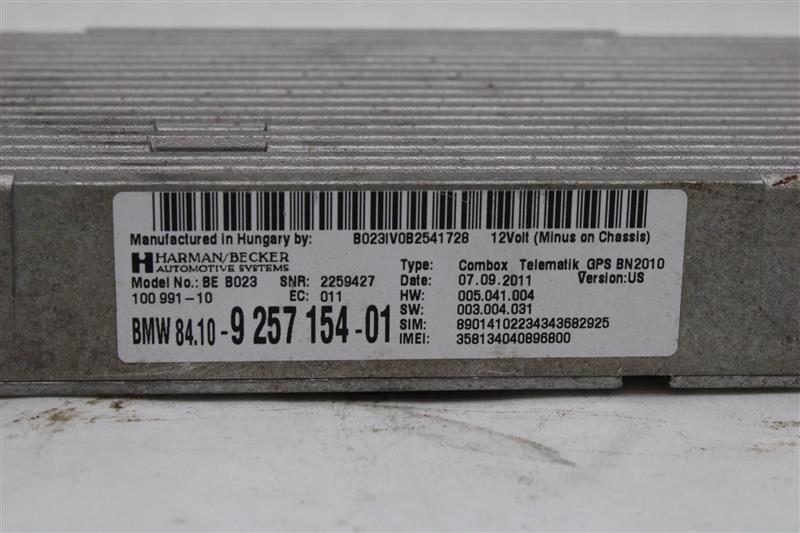 Manufactured in Hungary by: B023IV0B2541728 12Volt (Minus on Chassis)
HARMAN/BECKER
AUTOMOTIVE SYSTEMS
Type: Combox Telematik GPS BN2010
Model No.: BE B023 SNR: 2259427
Date: 07.09.2011 Version:US
100 991-10 EC: 011
HW: 005.041.004
SW: 003.004.031
BMW 84.10-9 257 154-01
SIM: 89014102234343682925
IMEI: 358134040896800